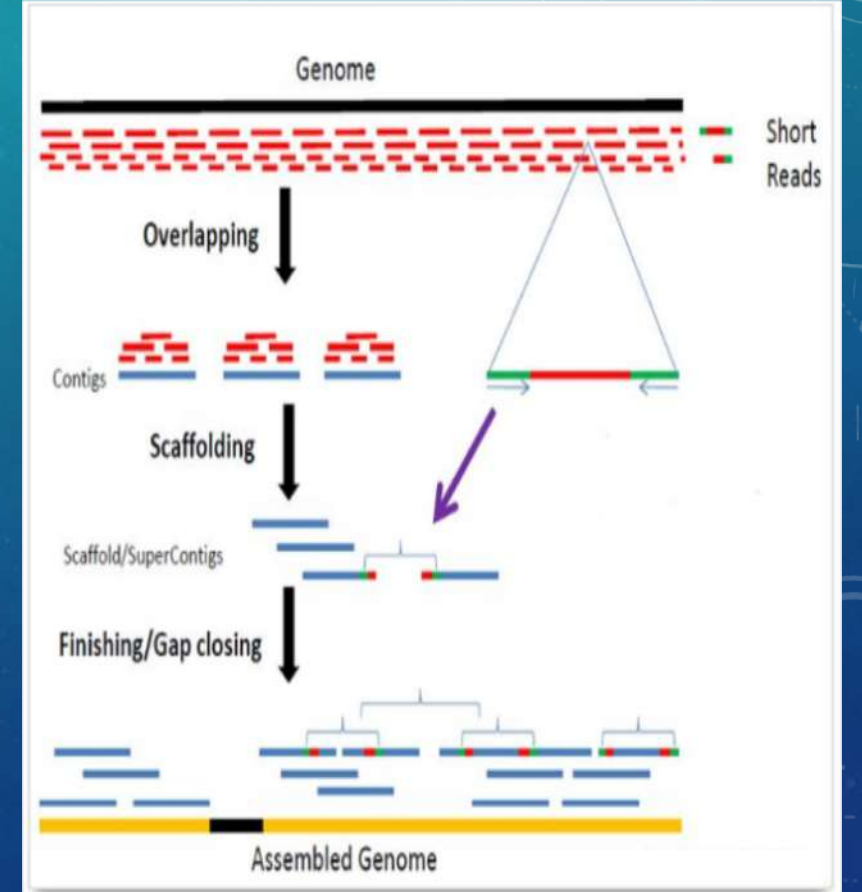 Genome
Short
Reads
Overlapping
Contigs
Scaffolding
Scaffold/SuperContigs
Finishing/Gap closing
Assembled Genome